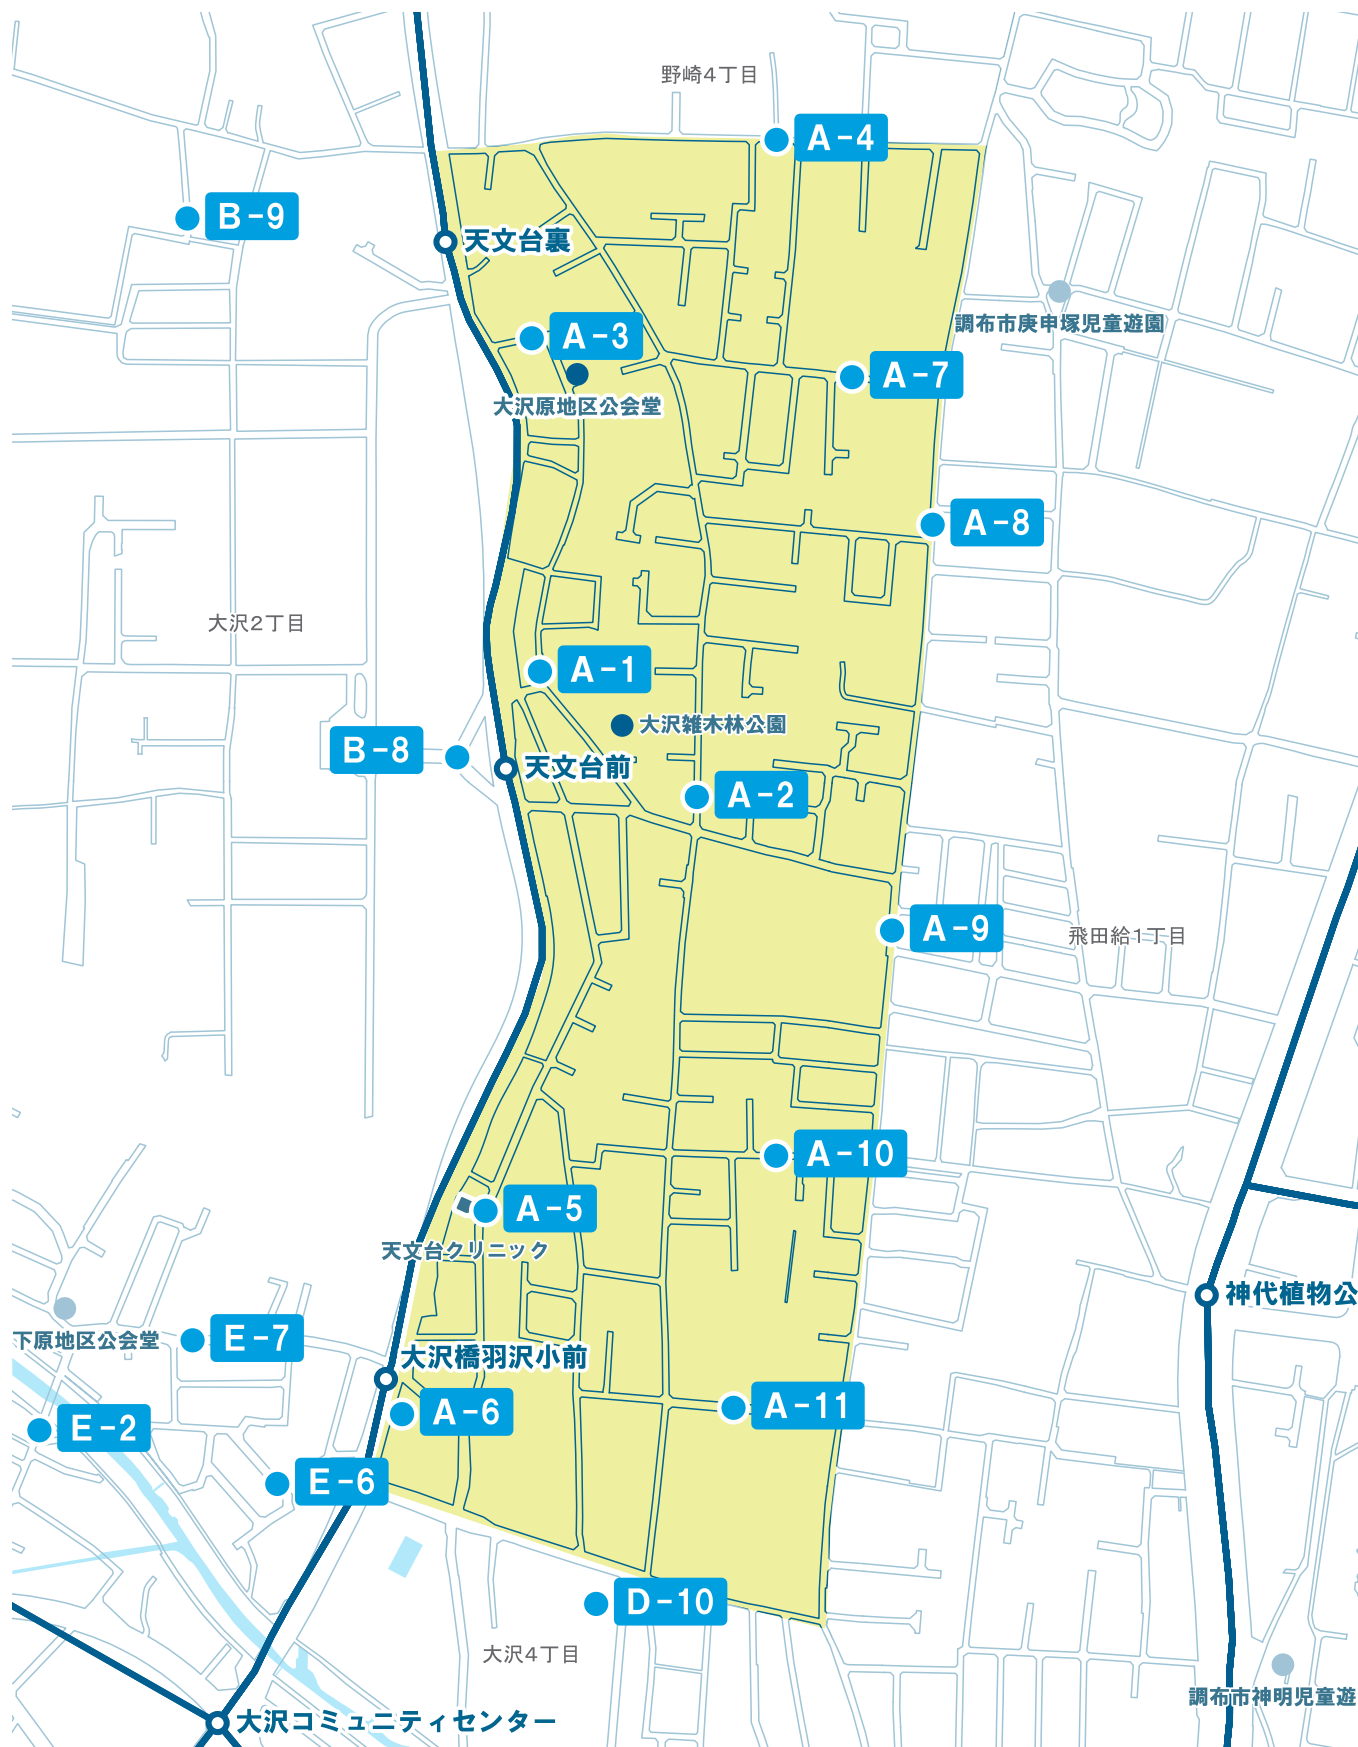 野崎4丁目
A-4
B-9
天文台裏
調布市庚申塚児童遊園
A-3
A-7
大沢原地区公会堂
A-8
大沢2丁目
A-1
大沢雑木林公園
B-8
天文台前
A-2
A-9
飛田給1丁目
A-10
A-5
天文台クリニック
神代植物公
下原地区公会堂
E-7
大沢橋羽沢小前
A-6
A-11
E-2
E-6
D-10
大沢4丁目
調布市神明児童遊
大沢コミュニティセンター